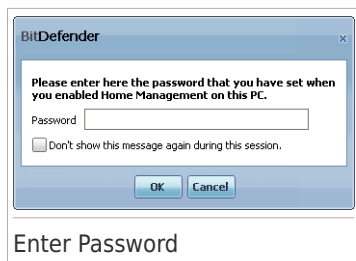 BitDefender
Please enter here the password that you have set when
you enabled Home Management on this PC.
Password
Don't show this message again during this session.
OK Cancel
Enter Password